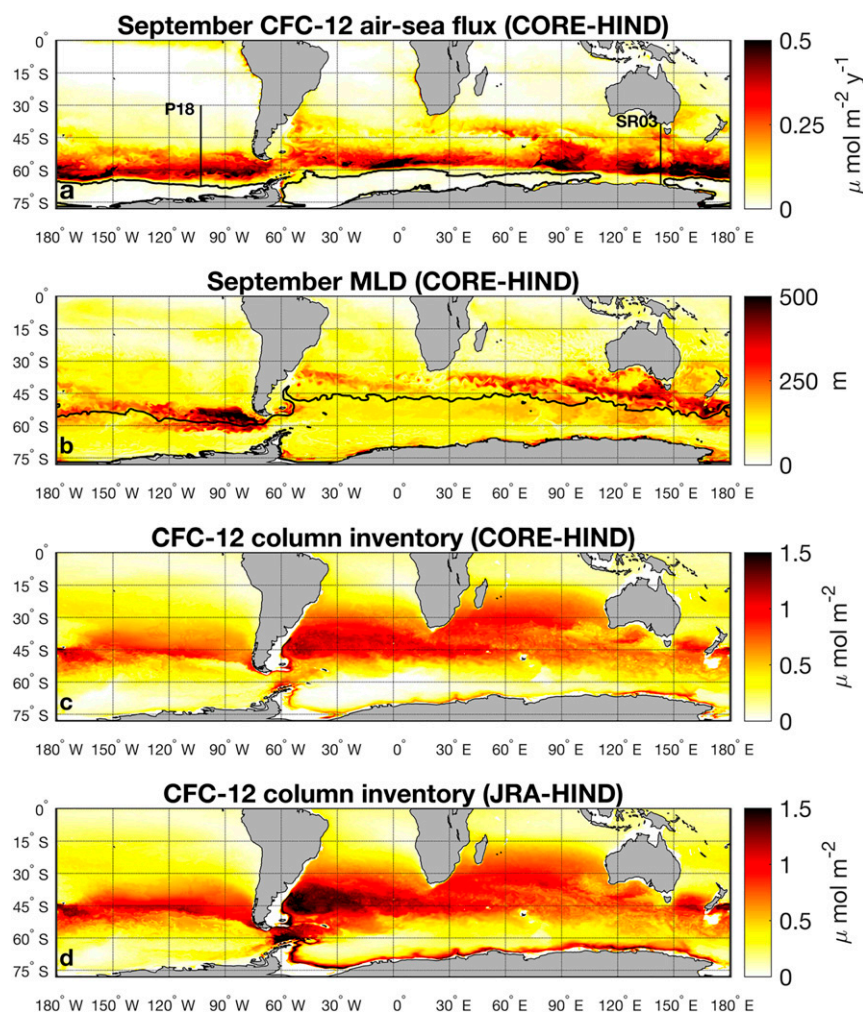 September CFC-12 air-sea flux (CORE-HIND)
0°
15° S
30° S
45° S
60° S
75° S
P18
SR03
a
180° W 150° W 120° W 90° W 60° W 30° W 0° E 30° E 60° E 90° E 120° E 150° E 180° E
0.5
0.25
0
μ mol m⁻² y⁻¹
September MLD (CORE-HIND)
0°
15° S
30° S
45° S
60° S
75° S
b
180° W 150° W 120° W 90° W 60° W 30° W 0° E 30° E 60° E 90° E 120° E 150° E 180° E
500
250
0
m
CFC-12 column inventory (CORE-HIND)
0°
15° S
30° S
45° S
60° S
75° S
c
180° W 150° W 120° W 90° W 60° W 30° W 0° E 30° E 60° E 90° E 120° E 150° E 180° E
1.5
1
0.5
0
μ mol m⁻²
CFC-12 column inventory (JRA-HIND)
0°
15° S
30° S
45° S
60° S
75° S
d
180° W 150° W 120° W 90° W 60° W 30° W 0° E 30° E 60° E 90° E 120° E 150° E 180° E
1.5
1
0.5
0
μ mol m⁻²